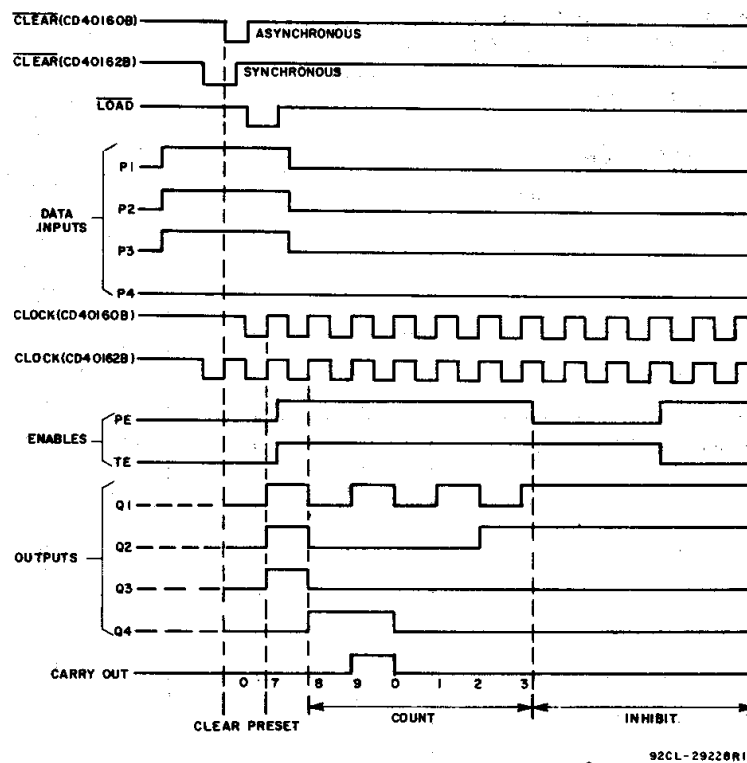 CLEAR(CD40160B)
ASYNCHRONOUS
CLEAR(CD40162B)
SYNCHRONOUS
LOAD
P1
P2
DATA
INPUTS
P3
P4
CLOCK(CD40160B)
CLOCK(CD40162B)
PE
ENABLES
TE
Q1
Q2
OUTPUTS
Q3
Q4
CARRY OUT
0 7 8 9 0 1 2 3
CLEAR PRESET
COUNT
INHIBIT
92CL-29228R1